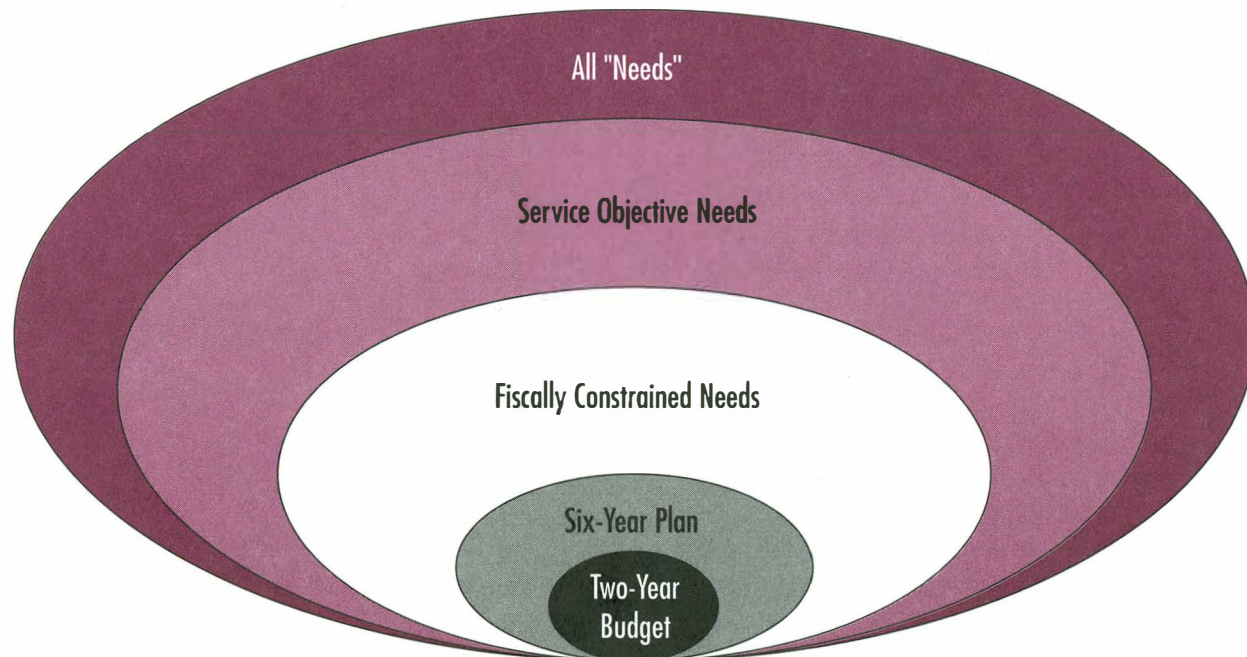 All "Needs"
Service Objective Needs
Fiscally Constrained Needs
Six-Year Plan
Two-Year
Budget